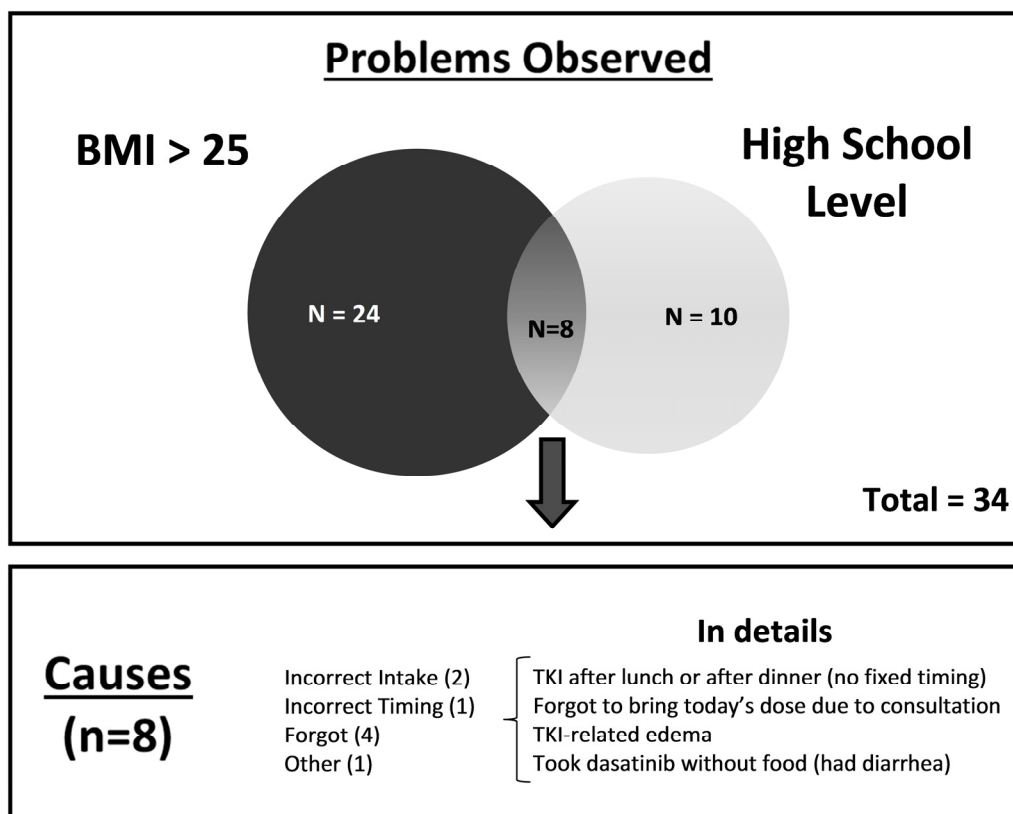 Problems Observed
BMI > 25
High School
Level
N = 24
N=8
N = 10
Total = 34
Causes
(n=8)
Incorrect Intake (2)
Incorrect Timing (1)
Forgot (4)
Other (1)
In details
TKI after lunch or after dinner (no fixed timing)
Forgot to bring today's dose due to consultation
TKI-related edema
Took dasatinib without food (had diarrhea)